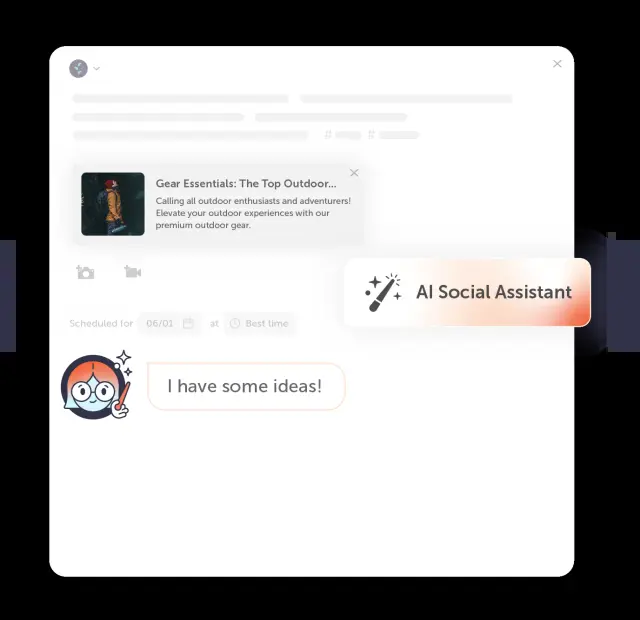 # #
Gear Essentials: The Top Outdoor...
Calling all outdoor enthusiasts and adventurers!
Elevate your outdoor experiences with our
premium outdoor gear.
AI Social Assistant
Scheduled for 06/01 at Best time
I have some ideas!